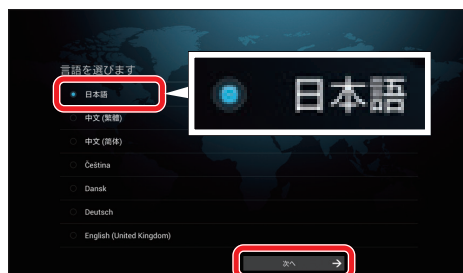 言語を選びます
日本語
日本語
中文 (繁體)
中文 (简体)
Čeština
Dansk
Deutsch
English (United Kingdom)
次へ